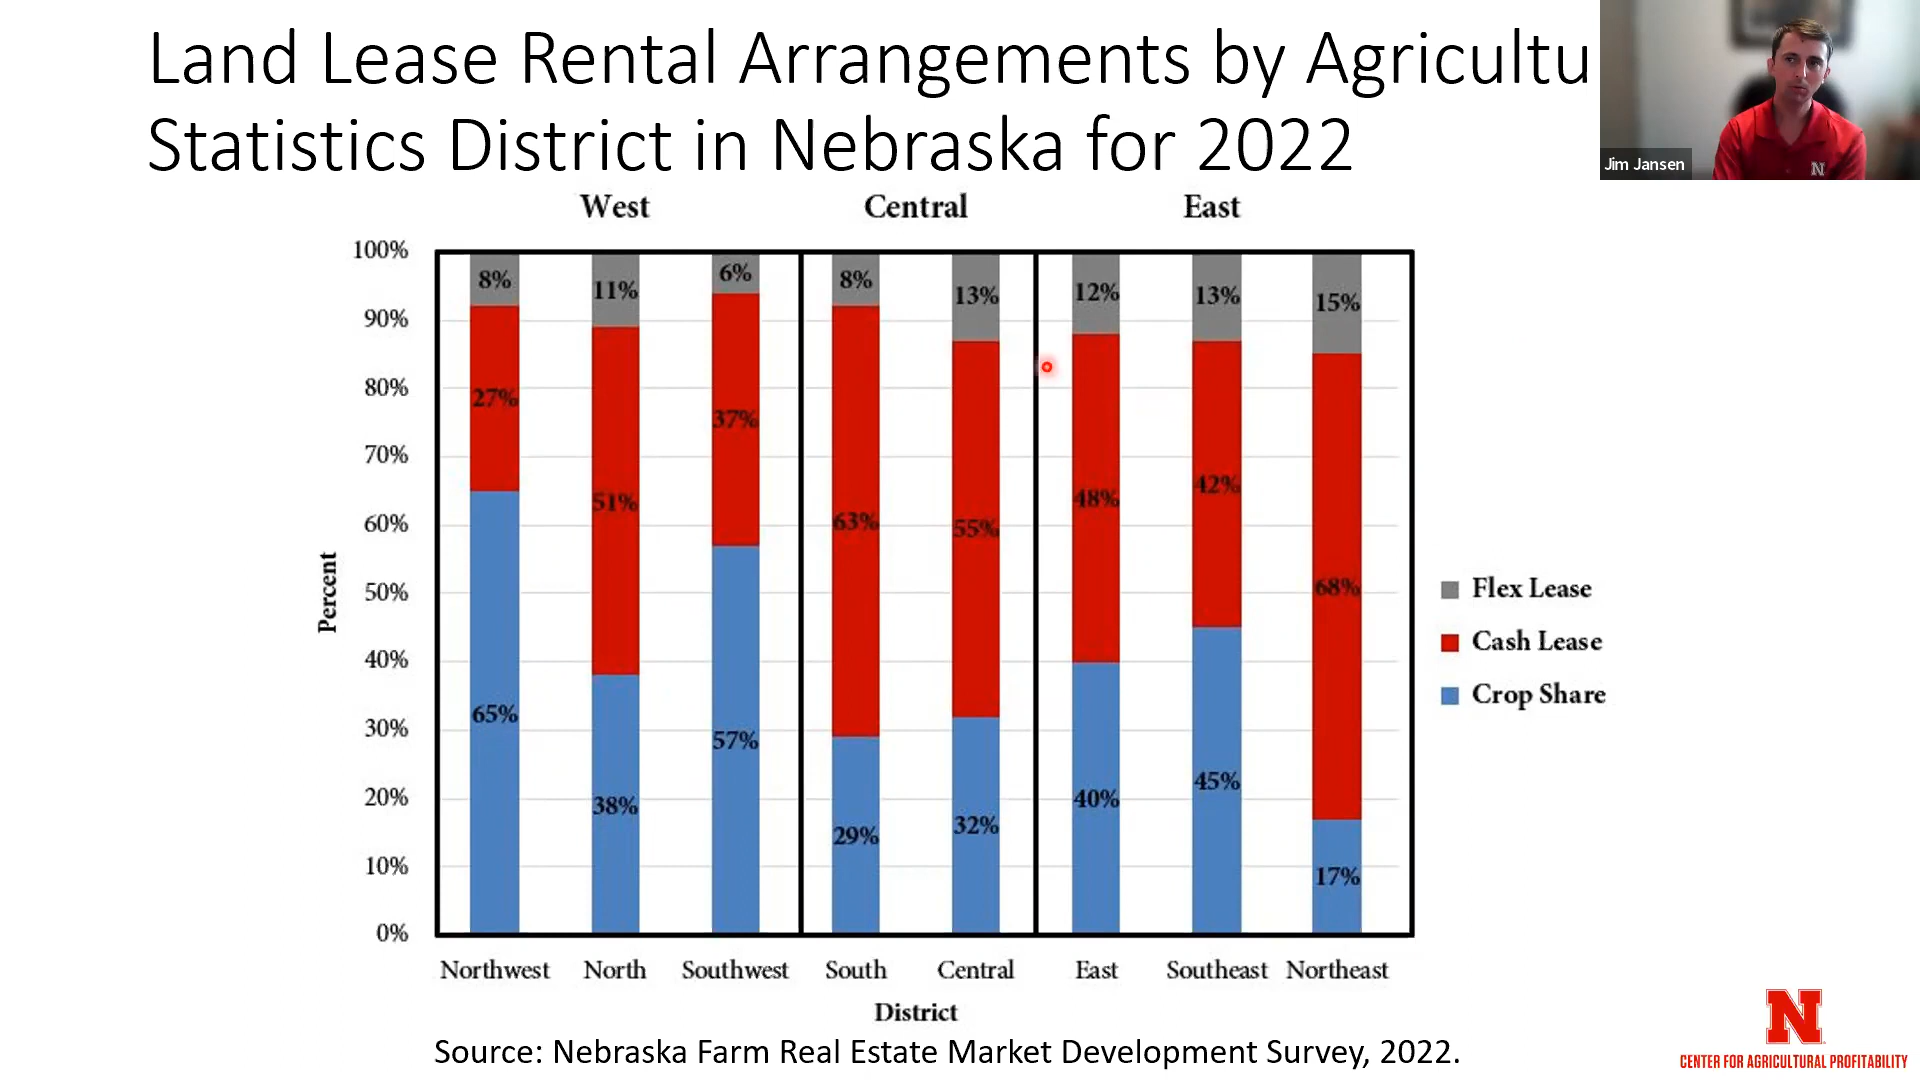 Land Lease Rental Arrangements by Agricultu
Statistics District in Nebraska for 2022
Jim Jansen
N
West Central East
100%
90%
80%
70%
60%
50%
40%
30%
20%
10%
0%
Percent
8% 11% 6% 8% 13% 12% 13% 15%
27% 51% 37% 63% 55% 48% 42% 68%
65% 38% 57% 29% 32% 40% 45% 17%
Flex Lease
Cash Lease
Crop Share
Northwest North Southwest South Central East Southeast Northeast
District
Source: Nebraska Farm Real Estate Market Development Survey, 2022.
N
CENTER FOR AGRICULTURAL PROFITABILITY